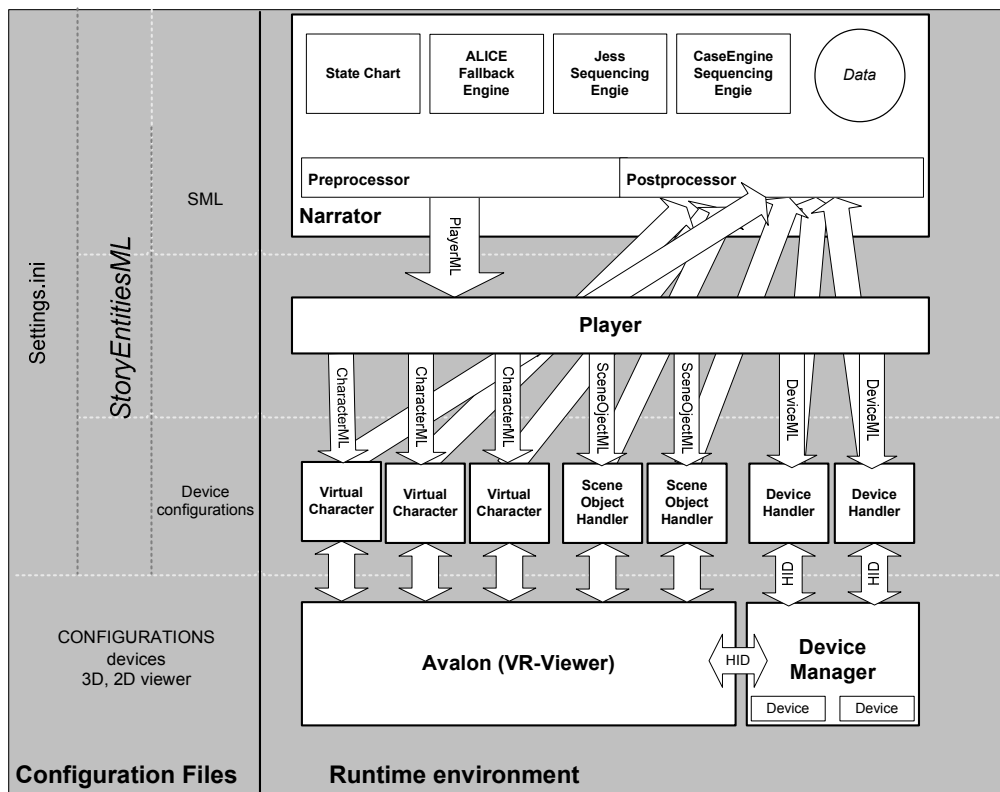 State Chart
ALICE
Fallback
Engine
Jess
Sequencing
Engie
CaseEngine
Sequencing
Engie
Data
Preprocessor
Postprocessor
Narrator
SML
PlayerML
Settings.ini
StoryEntitiesML
Player
CharacterML
CharacterML
CharacterML
SceneOjectML
SceneOjectML
DeviceML
DeviceML
Device
configurations
Virtual
Character
Virtual
Character
Virtual
Character
Scene
Object
Handler
Scene
Object
Handler
Device
Handler
Device
Handler
HID
HID
CONFIGURATIONS
devices
3D, 2D viewer
Avalon (VR-Viewer)
HID
Device
Manager
Device
Device
Configuration Files
Runtime environment